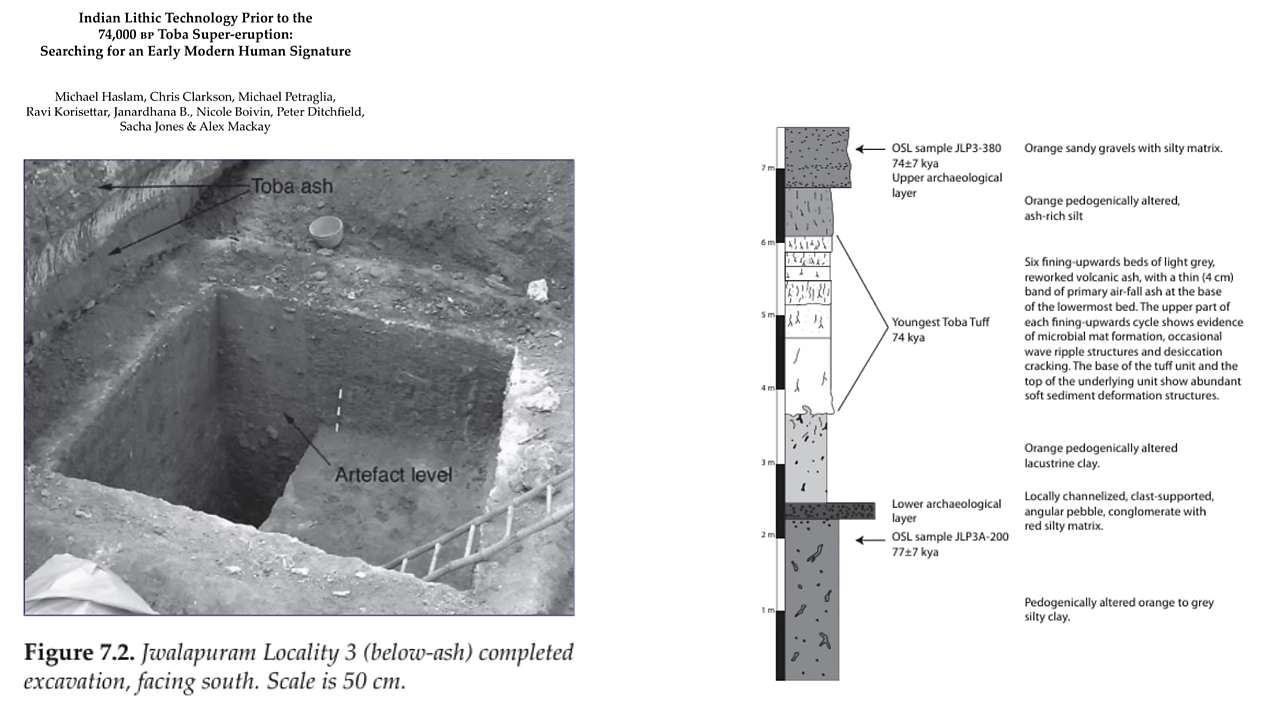 Indian Lithic Technology Prior to the
74,000 BP Toba Super-eruption:
Searching for an Early Modern Human Signature
Michael Haslam, Chris Clarkson, Michael Petraglia,
Ravi Korisettar, Janardhana B., Nicole Boivin, Peter Ditchfield,
Sacha Jones & Alex Mackay
Toba ash
Artefact level
Figure 7.2. Jwalapuram Locality 3 (below-ash) completed
excavation, facing south. Scale is 50 cm.
7 m
6 m
5 m
4 m
3 m
2 m
1 m
OSL sample JLP3-380
74±7 kya
Upper archaeological
layer
Youngest Toba Tuff
74 kya
Lower archaeological
layer
OSL sample JLP3A-200
77±7 kya
Orange sandy gravels with silty matrix.
Orange pedogenically altered,
ash-rich silt
Six fining-upwards beds of light grey,
reworked volcanic ash, with a thin (4 cm)
band of primary air-fall ash at the base
of the lowermost bed. The upper part of
each fining-upwards cycle shows evidence
of microbial mat formation, occasional
wave ripple structures and desiccation
cracking. The base of the tuff unit and the
top of the underlying unit show abundant
soft sediment deformation structures.
Orange pedogenically altered
lacustrine clay.
Locally channelized, clast-supported,
angular pebble, conglomerate with
red silty matrix.
Pedogenically altered orange to grey
silty clay.